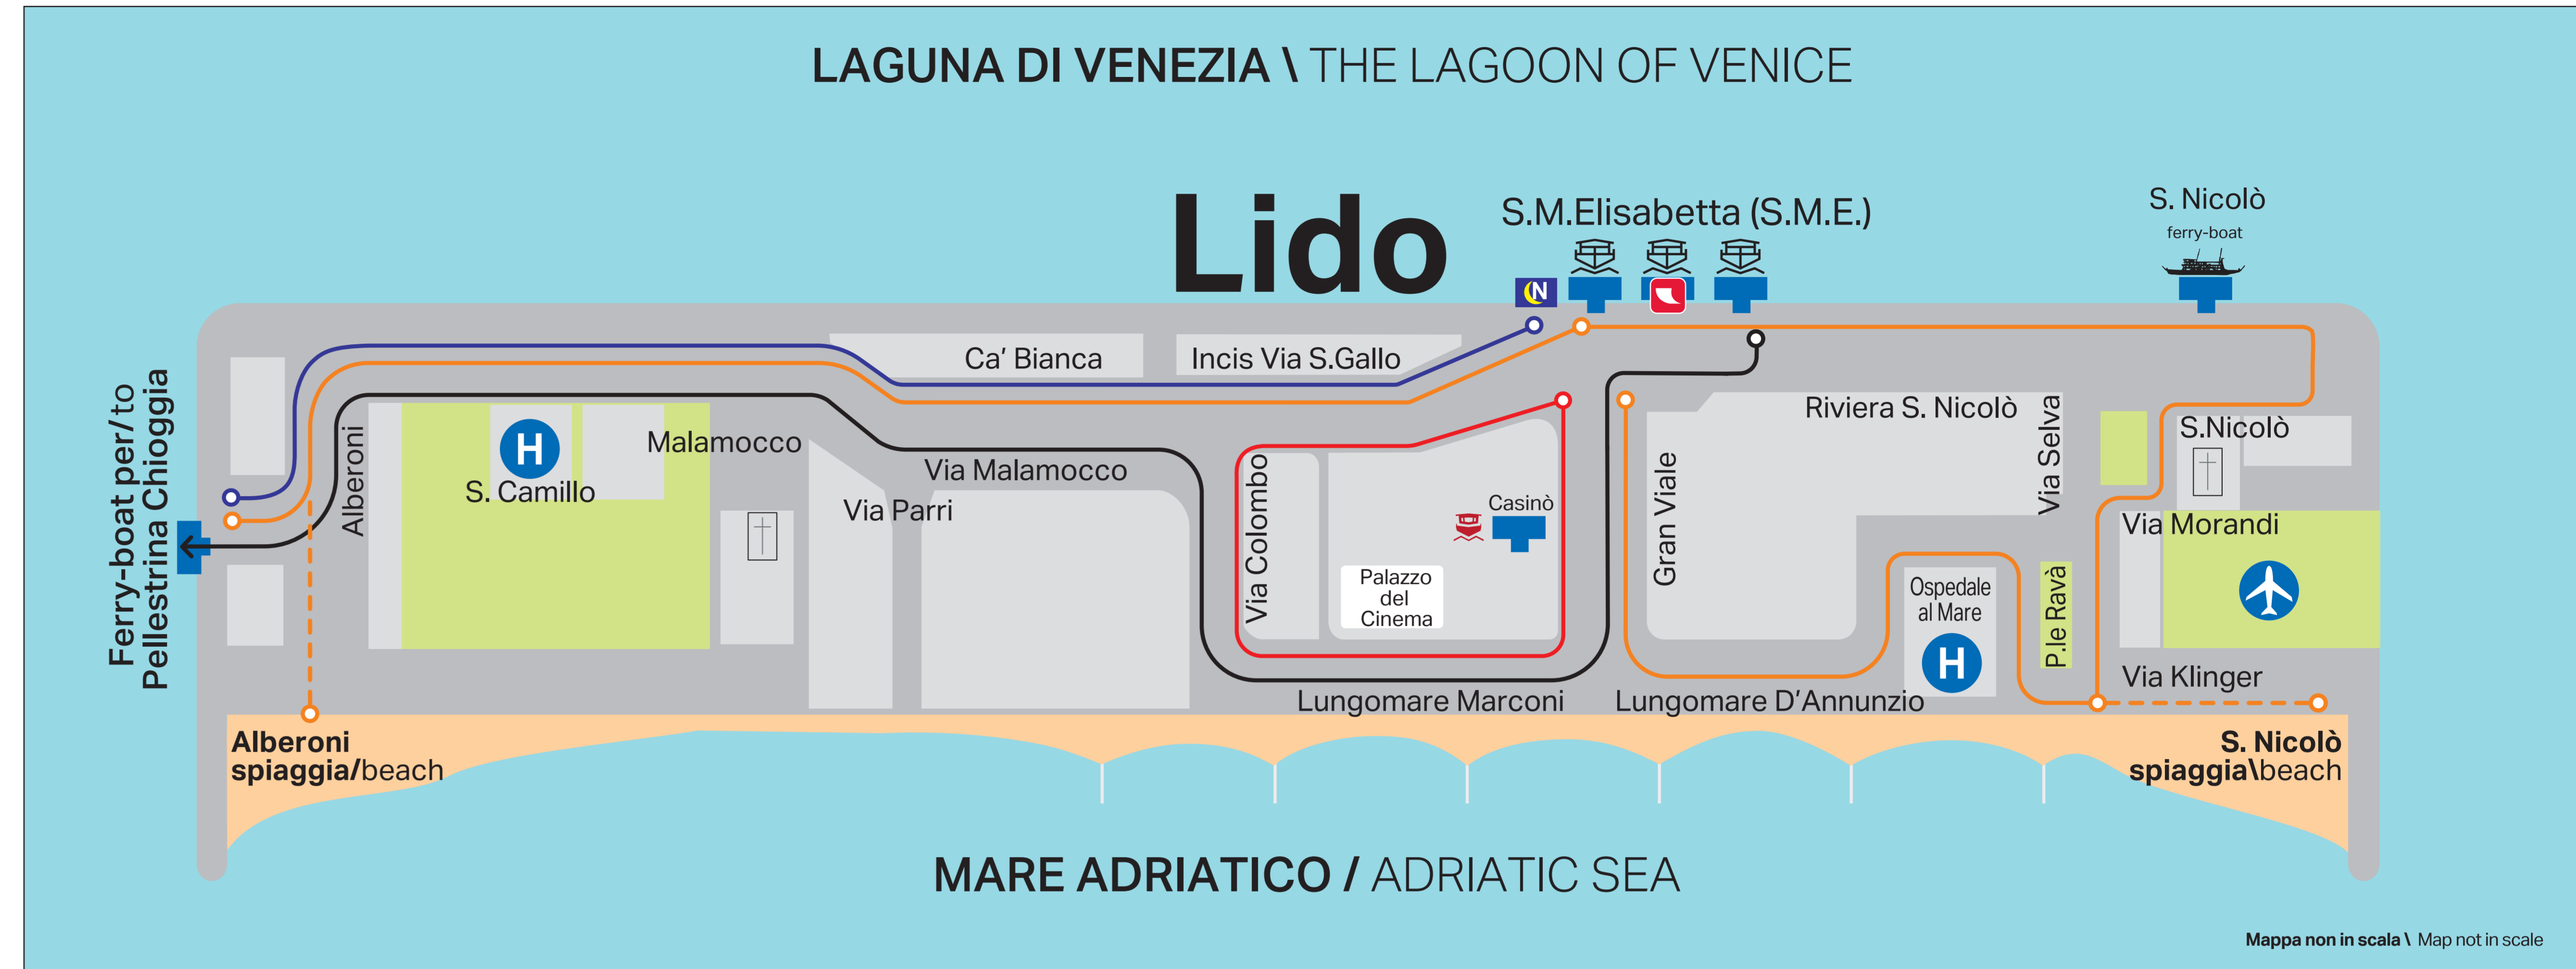 LAGUNA DI VENEZIA \ THE LAGOON OF VENICE
Lido
S.M.Elisabetta (S.M.E.)
S. Nicolò
ferry-boat
N
Ca' Bianca
Incis Via S.Gallo
Ferry-boat per/to
Pellestrina Chioggia
Alberoni
H
S. Camillo
Malamocco
Via Malamocco
Via Parri
Via Colombo
Casinò
Palazzo
del
Cinema
Gran Viale
Riviera S. Nicolò
Via Selva
S.Nicolò
Via Morandi
Ospedale
al Mare
H
P.le Ravà
Via Klinger
Lungomare Marconi
Lungomare D'Annunzio
Alberoni
spiaggia/beach
S. Nicolò
spiaggia\beach
MARE ADRIATICO / ADRIATIC SEA
Mappa non in scala \ Map not in scale